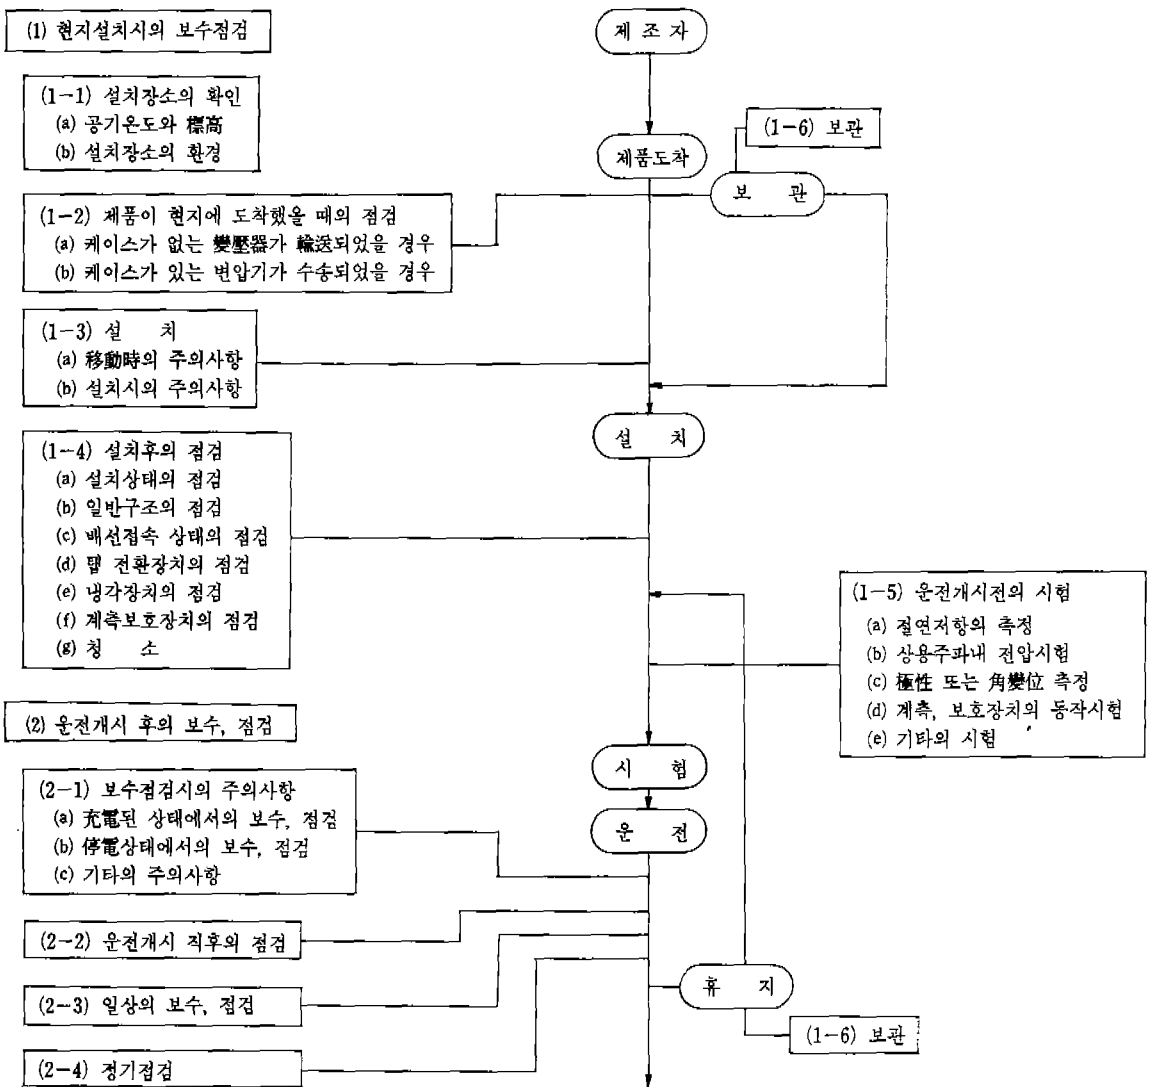 (1) 현지설치시의 보수점검
(1-1) 설치장소의 확인
(a) 공기온도와 標高
(b) 설치장소의 환경
(1-2) 제품이 현지에 도착했을 때의 점검
(a) 케이스가 없는 變壓器가 輸送되었을 경우
(b) 케이스가 있는 변압기가 수송되었을 경우
(1-3) 설 치
(a) 移動時의 주의사항
(b) 설치시의 주의사항
(1-4) 설치후의 점검
(a) 설치상태의 점검
(b) 일반구조의 점검
(c) 배선접속 상태의 점검
(d) 탭 전환장치의 점검
(e) 냉각장치의 점검
(f) 계측보호장치의 점검
(g) 청 소
(2) 운전개시 후의 보수, 점검
(2-1) 보수점검시의 주의사항
(a) 充電된 상태에서의 보수, 점검
(b) 停電상태에서의 보수, 점검
(c) 기타의 주의사항
(2-2) 운전개시 직후의 점검
(2-3) 일상의 보수, 점검
(2-4) 정기점검
제 조 자
제품도착
(1-6) 보관
보 관
설 치
(1-5) 운전개시전의 시험
(a) 절연저항의 측정
(b) 상용주파내 전압시험
(c) 極性 또는 角變位 측정
(d) 계측, 보호장치의 동작시험
(e) 기타의 시험
시 험
운 전
휴 지
(1-6) 보관